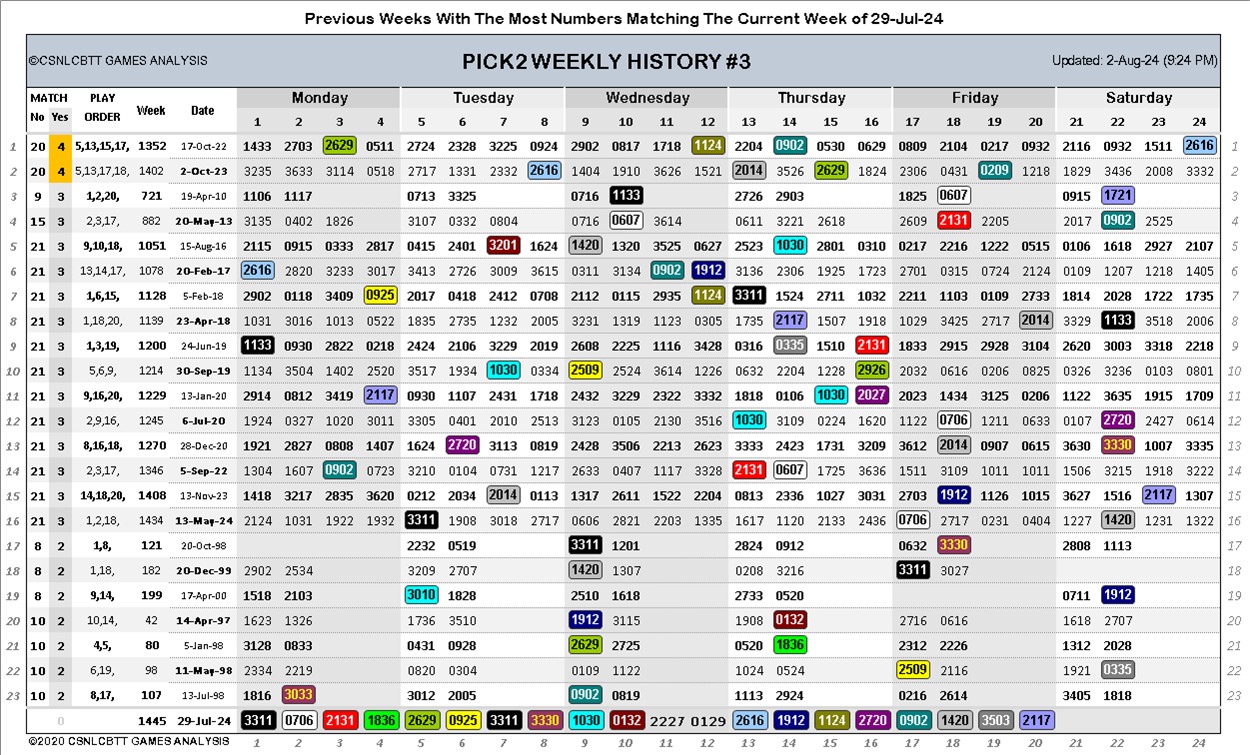 Previous Weeks With The Most Numbers Matching The Current Week of 29-Jul-24
©CSNLCBTT GAMES ANALYSIS PICK2 WEEKLY HISTORY #3 Updated: 2-Aug-24 (9:24 PM)
MATCH PLAY Week Date Monday Tuesday Wednesday Thursday Friday Saturday
No Yes ORDER 1 2 3 4 5 6 7 8 9 10 11 12 13 14 15 16 17 18 19 20 21 22 23 24
1 20 4 5,13,15,17, 1352 17-Oct-22 1433 2703 2629 0511 2724 2328 3225 0924 2902 0817 1718 1124 2204 0902 0530 0629 0809 2104 0217 0932 2116 0932 1511 2616 1
2 20 4 5,13,17,18, 1402 2-Oct-23 3235 3633 3114 0518 2717 1331 2332 2616 1404 1910 3626 1521 2014 3526 2629 1824 2306 0431 0209 1218 1829 3436 2008 3332 2
3 9 3 1,2,20, 721 19-Apr-10 1106 1117 0713 3325 0716 1133 2726 2903 1825 0607 0915 1721 3
4 15 3 2,3,17, 882 20-May-13 3135 0402 1826 3107 0332 0804 0716 0607 3614 0611 3221 2618 2609 2131 2205 2017 0902 2525 4
5 21 3 9,10,18, 1051 15-Aug-16 2115 0915 0333 2817 0415 2401 3201 1624 1420 1320 3525 0627 2523 1030 2801 0310 0217 2216 1222 0515 0106 1618 2927 2107 5
6 21 3 13,14,17, 1078 20-Feb-17 2616 2820 3233 3017 3413 2726 3009 3615 0311 3134 0902 1912 3136 2306 1925 1723 2701 0315 0724 2124 0109 1207 1218 1405 6
7 21 3 1,6,15, 1128 5-Feb-18 2902 0118 3409 0925 2017 0418 2412 0708 2112 0115 2935 1124 3311 1524 2711 1032 2211 1103 0109 2733 1814 2028 1722 1735 7
8 21 3 1,18,20, 1139 23-Apr-18 1031 3016 1013 0522 1835 2735 1232 2005 3231 1319 1123 0305 1735 2117 1507 1918 1029 3425 2717 2014 3329 1133 3518 2006 8
9 21 3 1,3,19, 1200 24-Jun-19 1133 0930 2822 0218 2424 2106 3229 2019 2608 2225 1116 3428 0316 0335 1510 2131 1833 2915 2928 3104 2620 3003 3318 2218 9
10 21 3 5,6,9, 1214 30-Sep-19 1134 3504 1402 2520 3517 1934 1030 0334 2509 2524 3614 1226 0632 2204 1228 2926 2032 0616 0206 0825 0326 3236 0103 0801 10
11 21 3 9,16,20, 1229 13-Jan-20 2914 0812 3419 2117 0930 1107 2431 1718 2432 3229 2322 3332 1818 0106 1030 2027 2023 1434 3125 0206 1122 3635 1915 1709 11
12 21 3 2,9,16, 1245 6-Jul-20 1924 0327 1020 3011 3305 0401 2010 2513 3123 0105 2130 3516 1030 3109 0224 1620 1122 0706 1211 0633 0107 2720 2427 0614 12
13 21 3 8,16,18, 1270 28-Dec-20 1921 2827 0808 1407 1624 2720 3113 0819 2428 3506 2213 2623 3333 2423 1731 3209 3612 2014 0907 0615 3630 3330 1007 3335 13
14 21 3 2,3,17, 1346 5-Sep-22 1304 1607 0902 0723 3210 0104 0731 1217 2633 0407 1117 3328 2131 0607 1725 3636 1511 3109 1011 1011 1506 3215 1918 3222 14
15 21 3 14,18,20, 1408 13-Nov-23 1418 3217 2835 3620 0212 2034 2014 0113 1317 2611 1522 2204 0813 2336 1027 3031 2703 1912 1126 1015 3627 1516 2117 1307 15
16 21 3 1,2,18, 1434 13-May-24 2124 1031 1922 1932 3311 1908 3018 2717 0606 2821 2203 1335 1617 1120 2133 2436 0706 2717 0231 0404 1227 1420 1231 1322 16
17 8 2 1,8, 121 20-Oct-98 2232 0519 3311 1201 2824 0912 0632 3330 2808 1113 17
18 8 2 1,18, 182 20-Dec-99 2902 2534 3209 2707 1420 1307 0208 3216 3311 3027 18
19 8 2 9,14, 199 17-Apr-00 1518 2103 3010 1828 2510 1618 2733 0520 0711 1912 19
20 10 2 10,14, 42 14-Apr-97 1623 1326 1736 3510 1912 3115 1908 0132 2716 0616 1618 2707 20
21 10 2 4,5, 80 5-Jan-98 3128 0833 0431 0928 2629 2725 0520 1836 2312 2226 1312 2028 21
22 10 2 6,19, 98 11-May-98 2334 2219 0820 0304 0109 1122 1024 0524 2509 2116 1921 0335 22
23 10 2 8,17, 107 13-Jul-98 1816 3033 3012 2005 0902 0819 1113 2924 0216 2614 3405 1818 23
0 1445 29-Jul-24 3311 0706 2131 1836 2629 0925 3311 3330 1030 0132 2227 0129 2616 1912 1124 2720 0902 1420 3503 2117
©2020 CSNLCBTT GAMES ANALYSIS 1 2 3 4 5 6 7 8 9 10 11 12 13 14 15 16 17 18 19 20 21 22 23 24